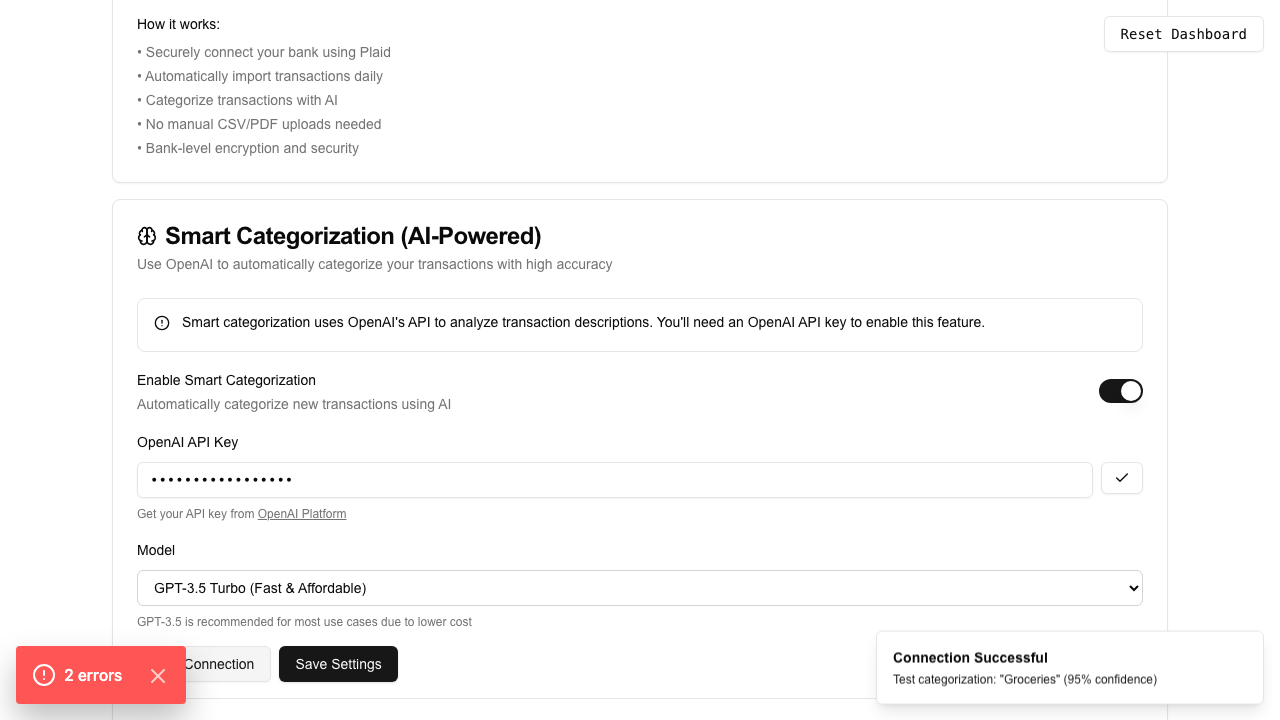 How it works:
• Securely connect your bank using Plaid
• Automatically import transactions daily
• Categorize transactions with AI
• No manual CSV/PDF uploads needed
• Bank-level encryption and security
Reset Dashboard
Smart Categorization (AI-Powered)
Use OpenAI to automatically categorize your transactions with high accuracy
Smart categorization uses OpenAI's API to analyze transaction descriptions. You'll need an OpenAI API key to enable this feature.
Enable Smart Categorization
Automatically categorize new transactions using AI
OpenAI API Key
•••••••••••••••••
Get your API key from OpenAI Platform
Model
GPT-3.5 Turbo (Fast & Affordable)
GPT-3.5 is recommended for most use cases due to lower cost
Connection
Save Settings
2 errors
Connection Successful
Test categorization: "Groceries" (95% confidence)